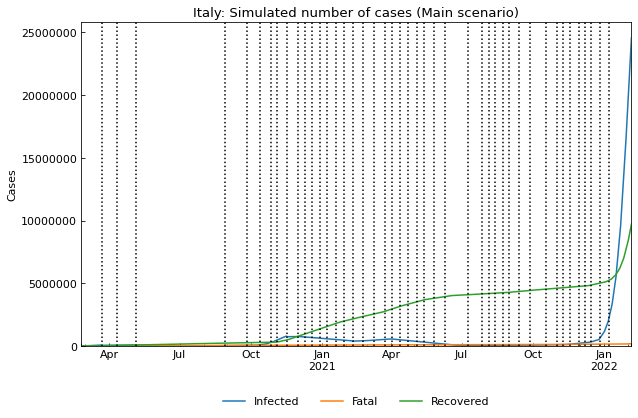 Italy: Simulated number of cases (Main scenario)
25000000
20000000
15000000
10000000
5000000
0
Cases
Apr Jul Oct Jan Apr Jul Oct Jan
2021 2022
Infected Fatal Recovered